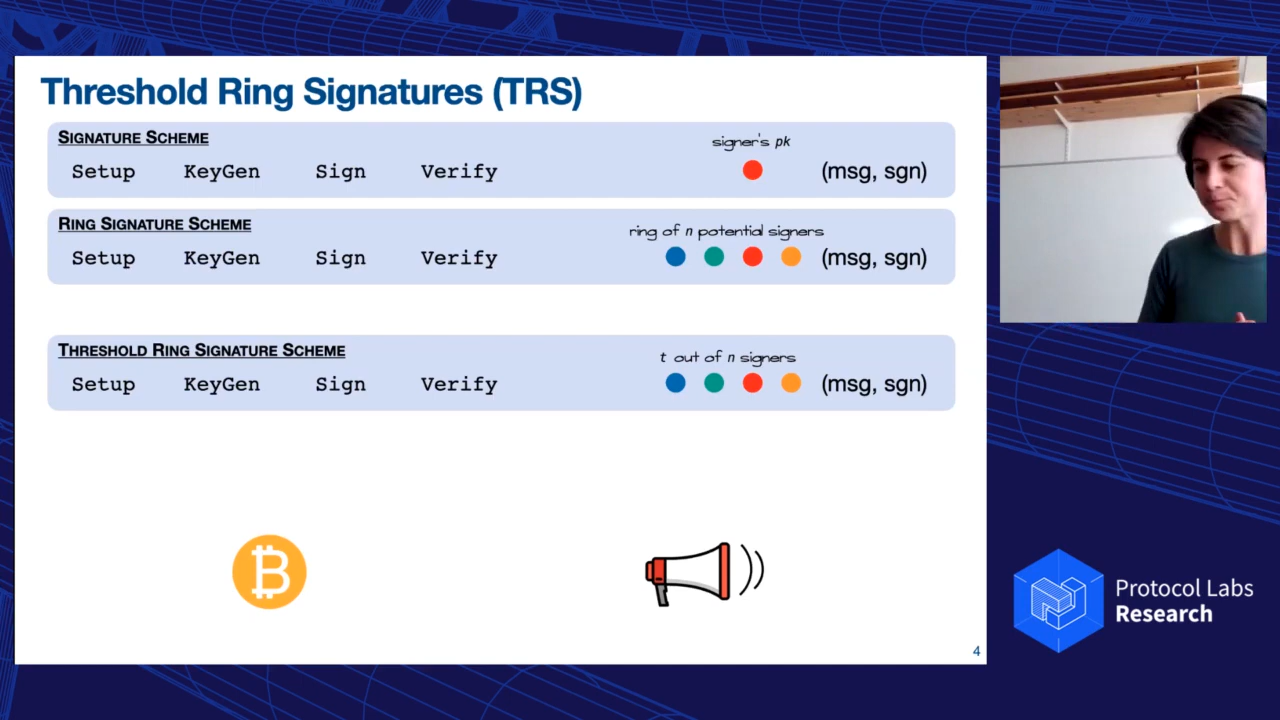 Threshold Ring Signatures (TRS)
SIGNATURE SCHEME
signer's pk
Setup KeyGen Sign Verify (msg, sgn)
RING SIGNATURE SCHEME
ring of n potential signers
Setup KeyGen Sign Verify (msg, sgn)
THRESHOLD RING SIGNATURE SCHEME
t out of n signers
Setup KeyGen Sign Verify (msg, sgn)
4
Protocol Labs
Research